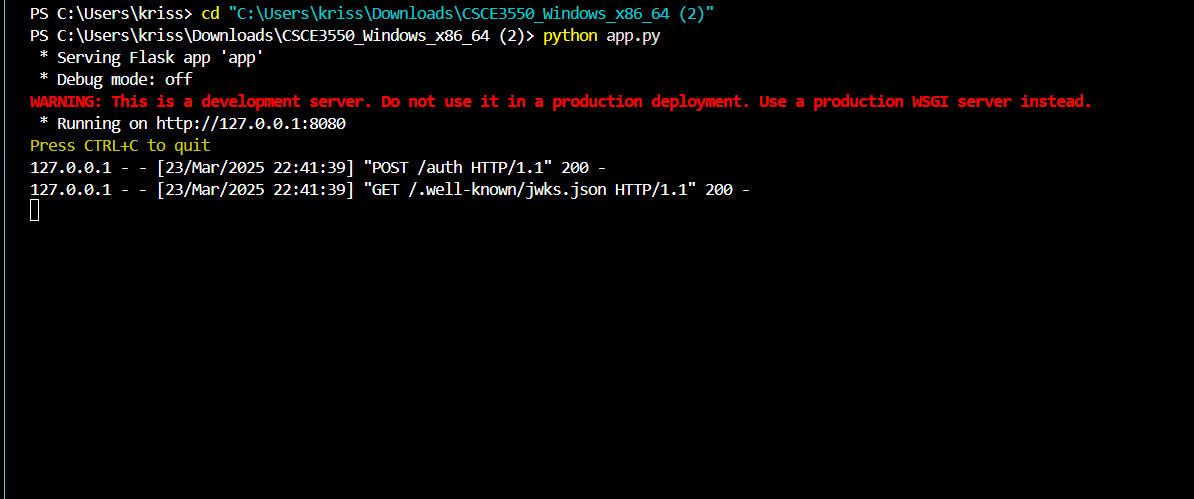 PS C:\Users\kriss> cd "C:\Users\kriss\Downloads\CSCE3550_Windows_x86_64 (2)"
PS C:\Users\kriss\Downloads\CSCE3550_Windows_x86_64 (2)> python app.py
 * Serving Flask app 'app'
 * Debug mode: off
WARNING: This is a development server. Do not use it in a production deployment. Use a production WSGI server instead.
 * Running on http://127.0.0.1:8080
Press CTRL+C to quit
127.0.0.1 - - [23/Mar/2025 22:41:39] "POST /auth HTTP/1.1" 200 -
127.0.0.1 - - [23/Mar/2025 22:41:39] "GET /.well-known/jwks.json HTTP/1.1" 200 -